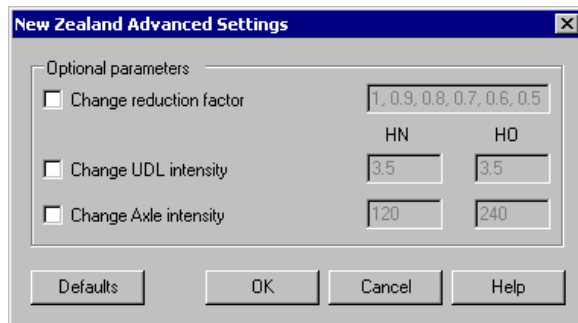 New Zealand Advanced Settings
Optional parameters
Change reduction factor 1, 0.9, 0.8, 0.7, 0.6, 0.5
HN HO
Change UDL intensity 3.5 3.5
Change Axle intensity 120 240
Defaults OK Cancel Help